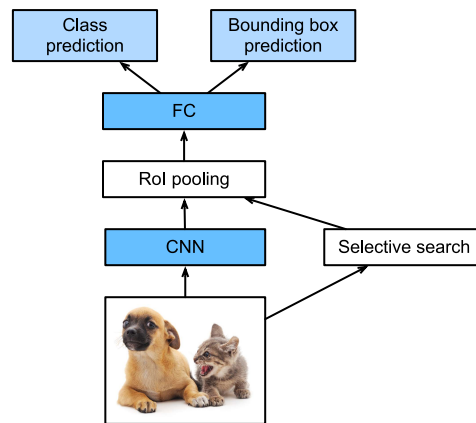 Class
prediction
Bounding box
prediction
FC
RoI pooling
CNN
Selective search